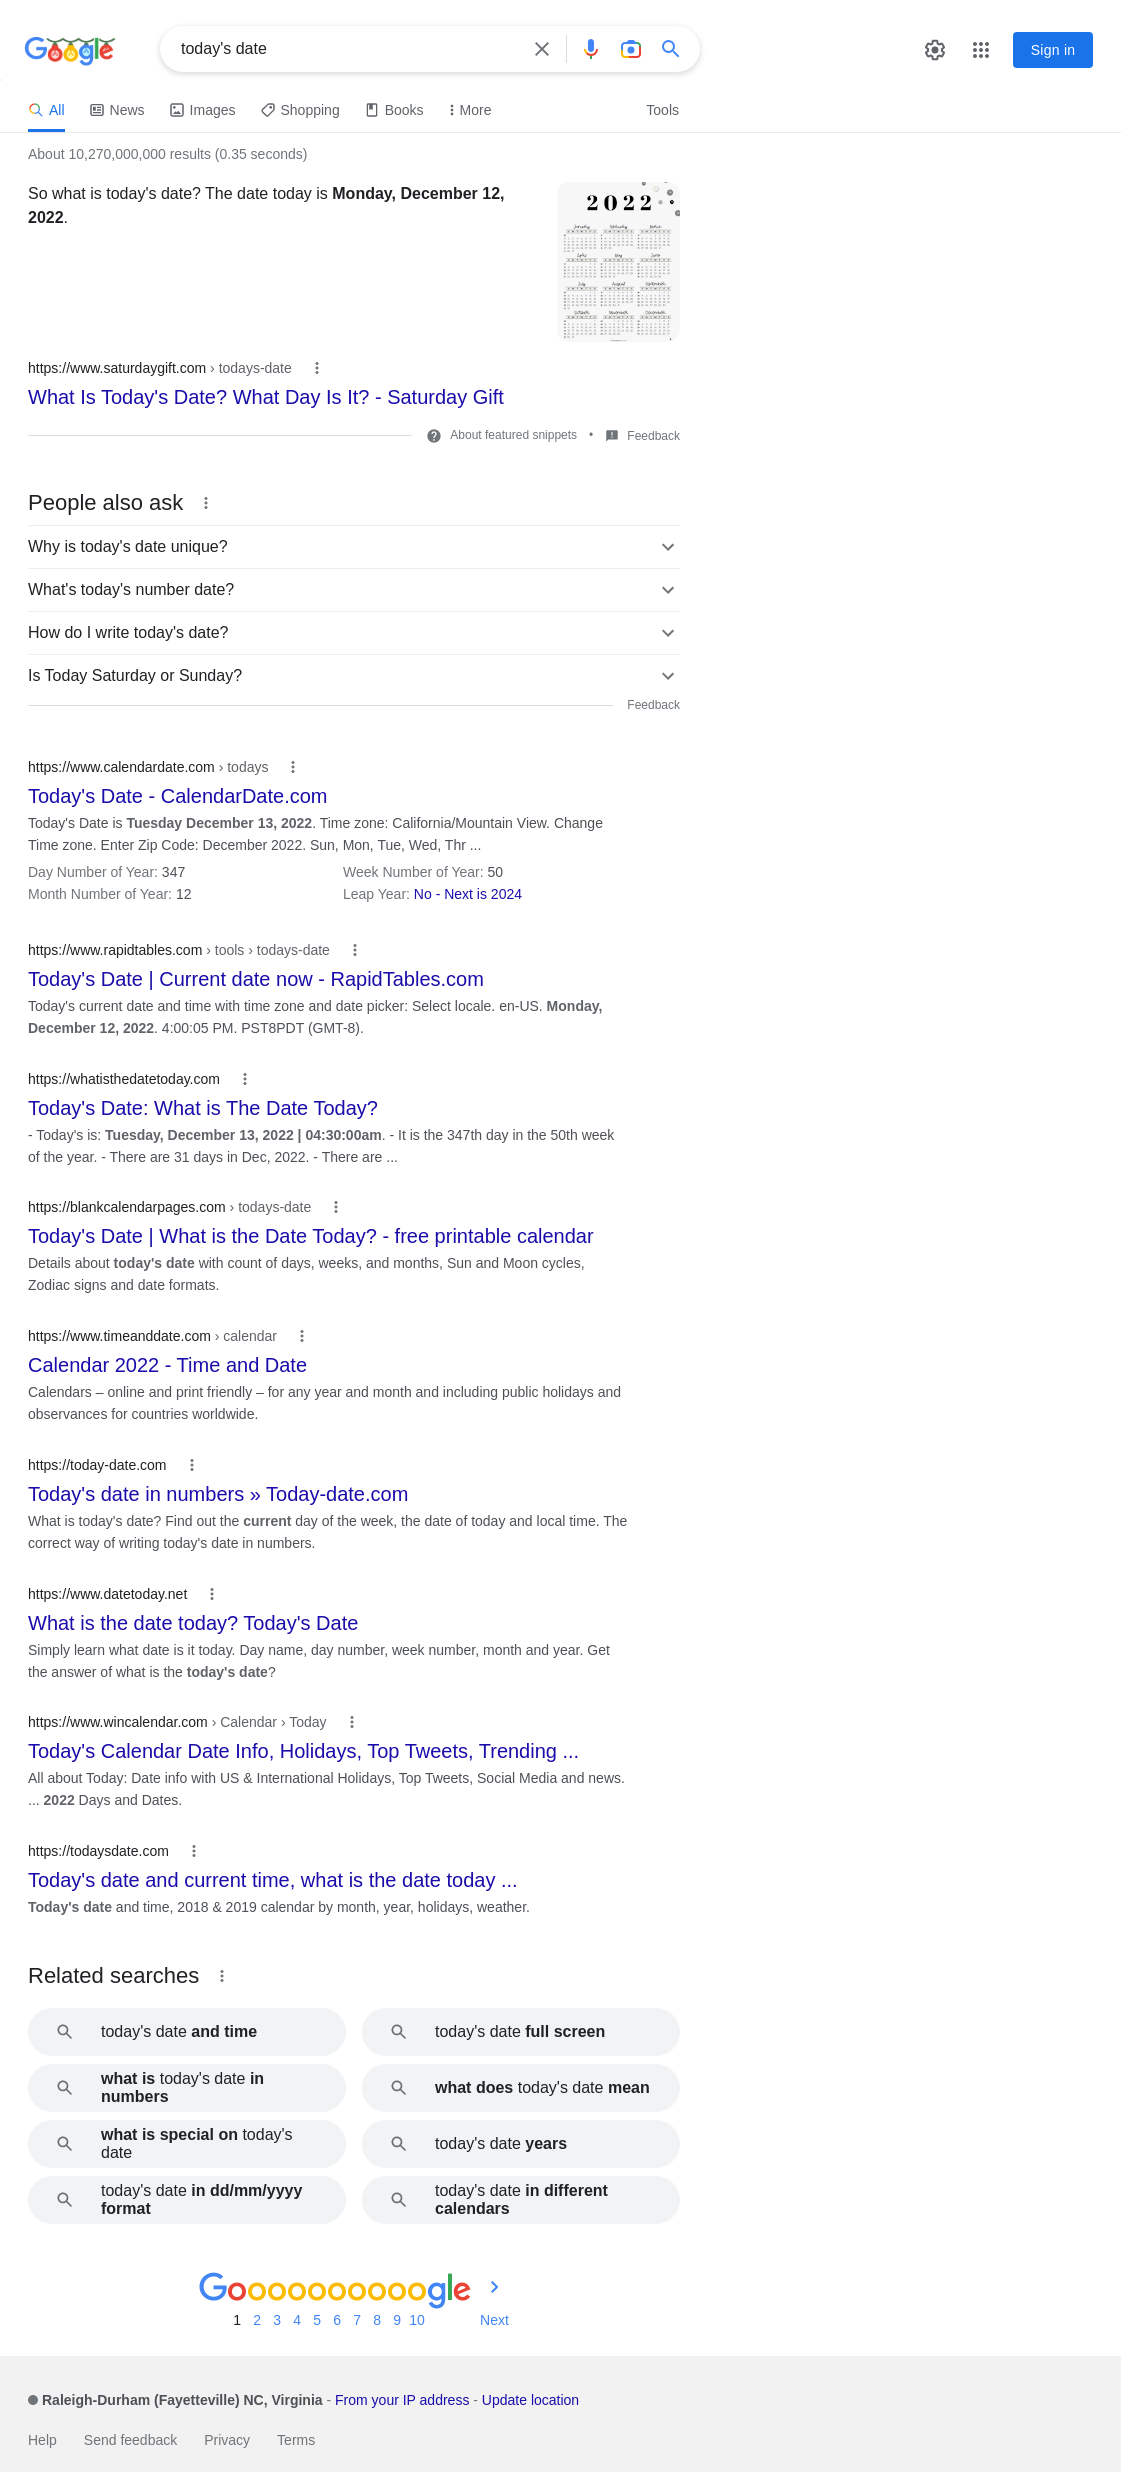 Google
today's date
Sign in
All
News
Images
Shopping
Books
More
Tools
About 10,270,000,000 results (0.35 seconds)
So what is today's date? The date today is Monday, December 12,
2022.
2022
https://www.saturdaygift.com › todays-date
What Is Today's Date? What Day Is It? - Saturday Gift
About featured snippets • Feedback
People also ask
Why is today's date unique?
What's today's number date?
How do I write today's date?
Is Today Saturday or Sunday?
Feedback
https://www.calendardate.com › todays
Today's Date - CalendarDate.com
Today's Date is Tuesday December 13, 2022. Time zone: California/Mountain View. Change
Time zone. Enter Zip Code: December 2022. Sun, Mon, Tue, Wed, Thr ...
Day Number of Year: 347
Week Number of Year: 50
Month Number of Year: 12
Leap Year: No - Next is 2024
https://www.rapidtables.com › tools › todays-date
Today's Date | Current date now - RapidTables.com
Today's current date and time with time zone and date picker: Select locale. en-US. Monday,
December 12, 2022. 4:00:05 PM. PST8PDT (GMT-8).
https://whatisthedatetoday.com
Today's Date: What is The Date Today?
- Today's is: Tuesday, December 13, 2022 | 04:30:00am. - It is the 347th day in the 50th week
of the year. - There are 31 days in Dec, 2022. - There are ...
https://blankcalendarpages.com › todays-date
Today's Date | What is the Date Today? - free printable calendar
Details about today's date with count of days, weeks, and months, Sun and Moon cycles,
Zodiac signs and date formats.
https://www.timeanddate.com › calendar
Calendar 2022 - Time and Date
Calendars – online and print friendly – for any year and month and including public holidays and
observances for countries worldwide.
https://today-date.com
Today's date in numbers » Today-date.com
What is today's date? Find out the current day of the week, the date of today and local time. The
correct way of writing today's date in numbers.
https://www.datetoday.net
What is the date today? Today's Date
Simply learn what date is it today. Day name, day number, week number, month and year. Get
the answer of what is the today's date?
https://www.wincalendar.com › Calendar › Today
Today's Calendar Date Info, Holidays, Top Tweets, Trending ...
All about Today: Date info with US & International Holidays, Top Tweets, Social Media and news.
... 2022 Days and Dates.
https://todaysdate.com
Today's date and current time, what is the date today ...
Today's date and time, 2018 & 2019 calendar by month, year, holidays, weather.
Related searches
today's date and time
today's date full screen
what is today's date in
numbers
what does today's date mean
what is special on today's
date
today's date years
today's date in dd/mm/yyyy
format
today's date in different
calendars
Goooooooooogle
1 2 3 4 5 6 7 8 9 10 Next
Raleigh-Durham (Fayetteville) NC, Virginia - From your IP address - Update location
Help
Send feedback
Privacy
Terms